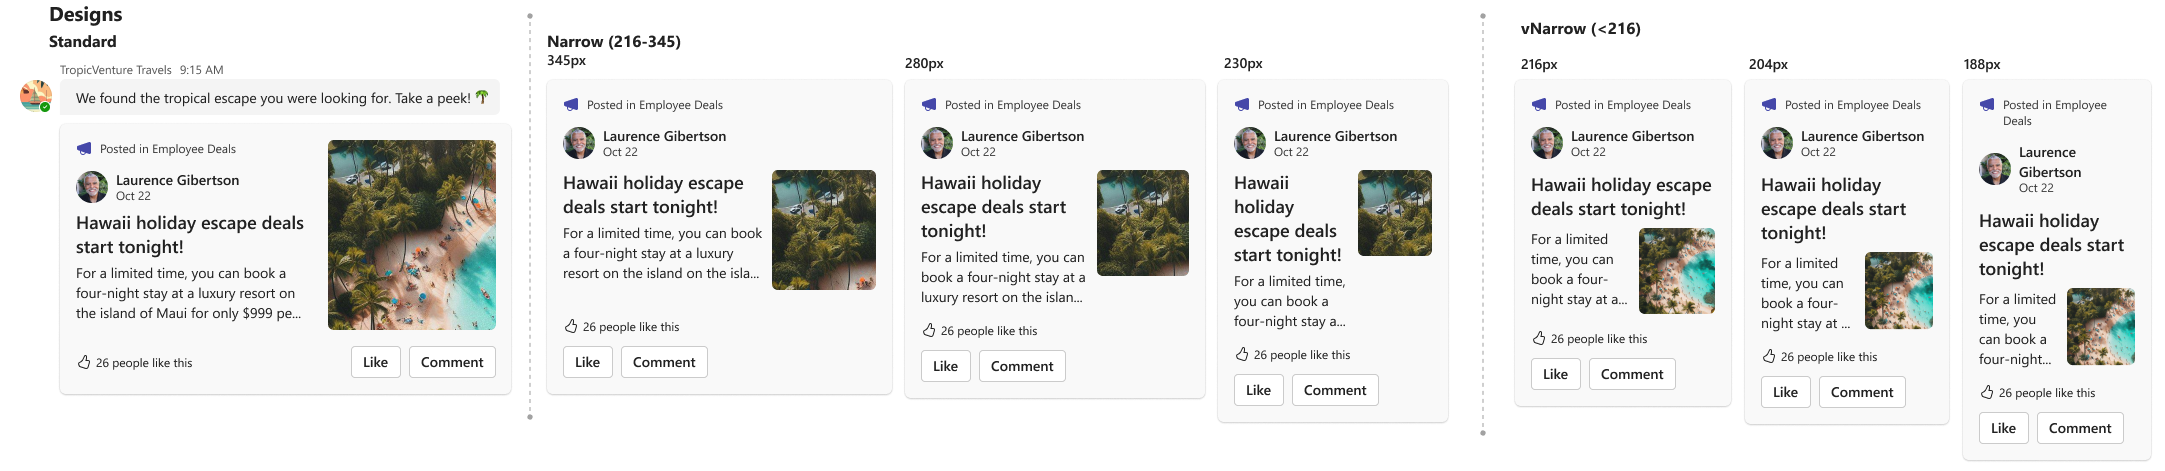 Designs
Standard
TropicVenture Travels 9:15 AM
We found the tropical escape you were looking for. Take a peek! 🌴
Posted in Employee Deals
Laurence Gibertson
Oct 22
Hawaii holiday escape deals
start tonight!
For a limited time, you can book a
four-night stay at a luxury resort on
the island of Maui for only $999 pe...
26 people like this
Like
Comment
Narrow (216-345)
345px
Posted in Employee Deals
Laurence Gibertson
Oct 22
Hawaii holiday escape
deals start tonight!
For a limited time, you can book
a four-night stay at a luxury
resort on the island on the isla...
26 people like this
Like
Comment
280px
Posted in Employee Deals
Laurence Gibertson
Oct 22
Hawaii holiday
escape deals start
tonight!
For a limited time, you can
book a four-night stay at a
luxury resort on the islan...
26 people like this
Like
Comment
230px
Posted in Employee Deals
Laurence Gibertson
Oct 22
Hawaii
holiday
escape deals
start tonight!
For a limited time,
you can book a
four-night stay a...
26 people like this
Like
Comment
vNarrow (<216)
216px
Posted in Employee Deals
Laurence Gibertson
Oct 22
Hawaii holiday escape
deals start tonight!
For a limited
time, you can
book a four-
night stay at a...
26 people like this
Like
Comment
204px
Posted in Employee Deals
Laurence Gibertson
Oct 22
Hawaii holiday
escape deals start
tonight!
For a limited
time, you can
book a four-
night stay at ...
26 people like this
Like
Comment
188px
Posted in Employee
Deals
Laurence
Gibertson
Oct 22
Hawaii holiday
escape deals start
tonight!
For a limited
time, you
can book a
four-night...
26 people like this
Like
Comment